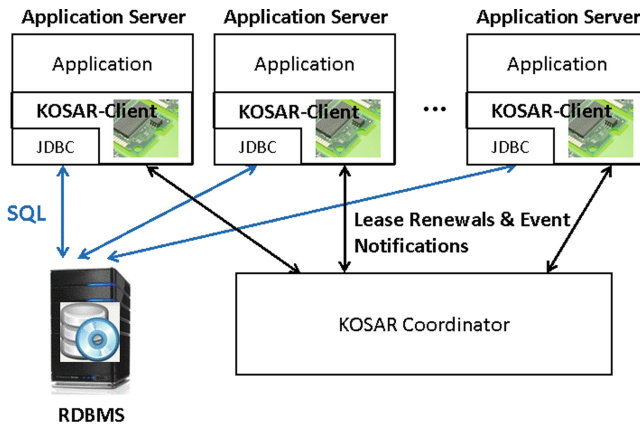 Application Server
Application Server
Application Server
Application
Application
Application
KOSAR-Client
KOSAR-Client
...
KOSAR-Client
JDBC
JDBC
JDBC
SQL
Lease Renewals & Event
Notifications
KOSAR Coordinator
RDBMS